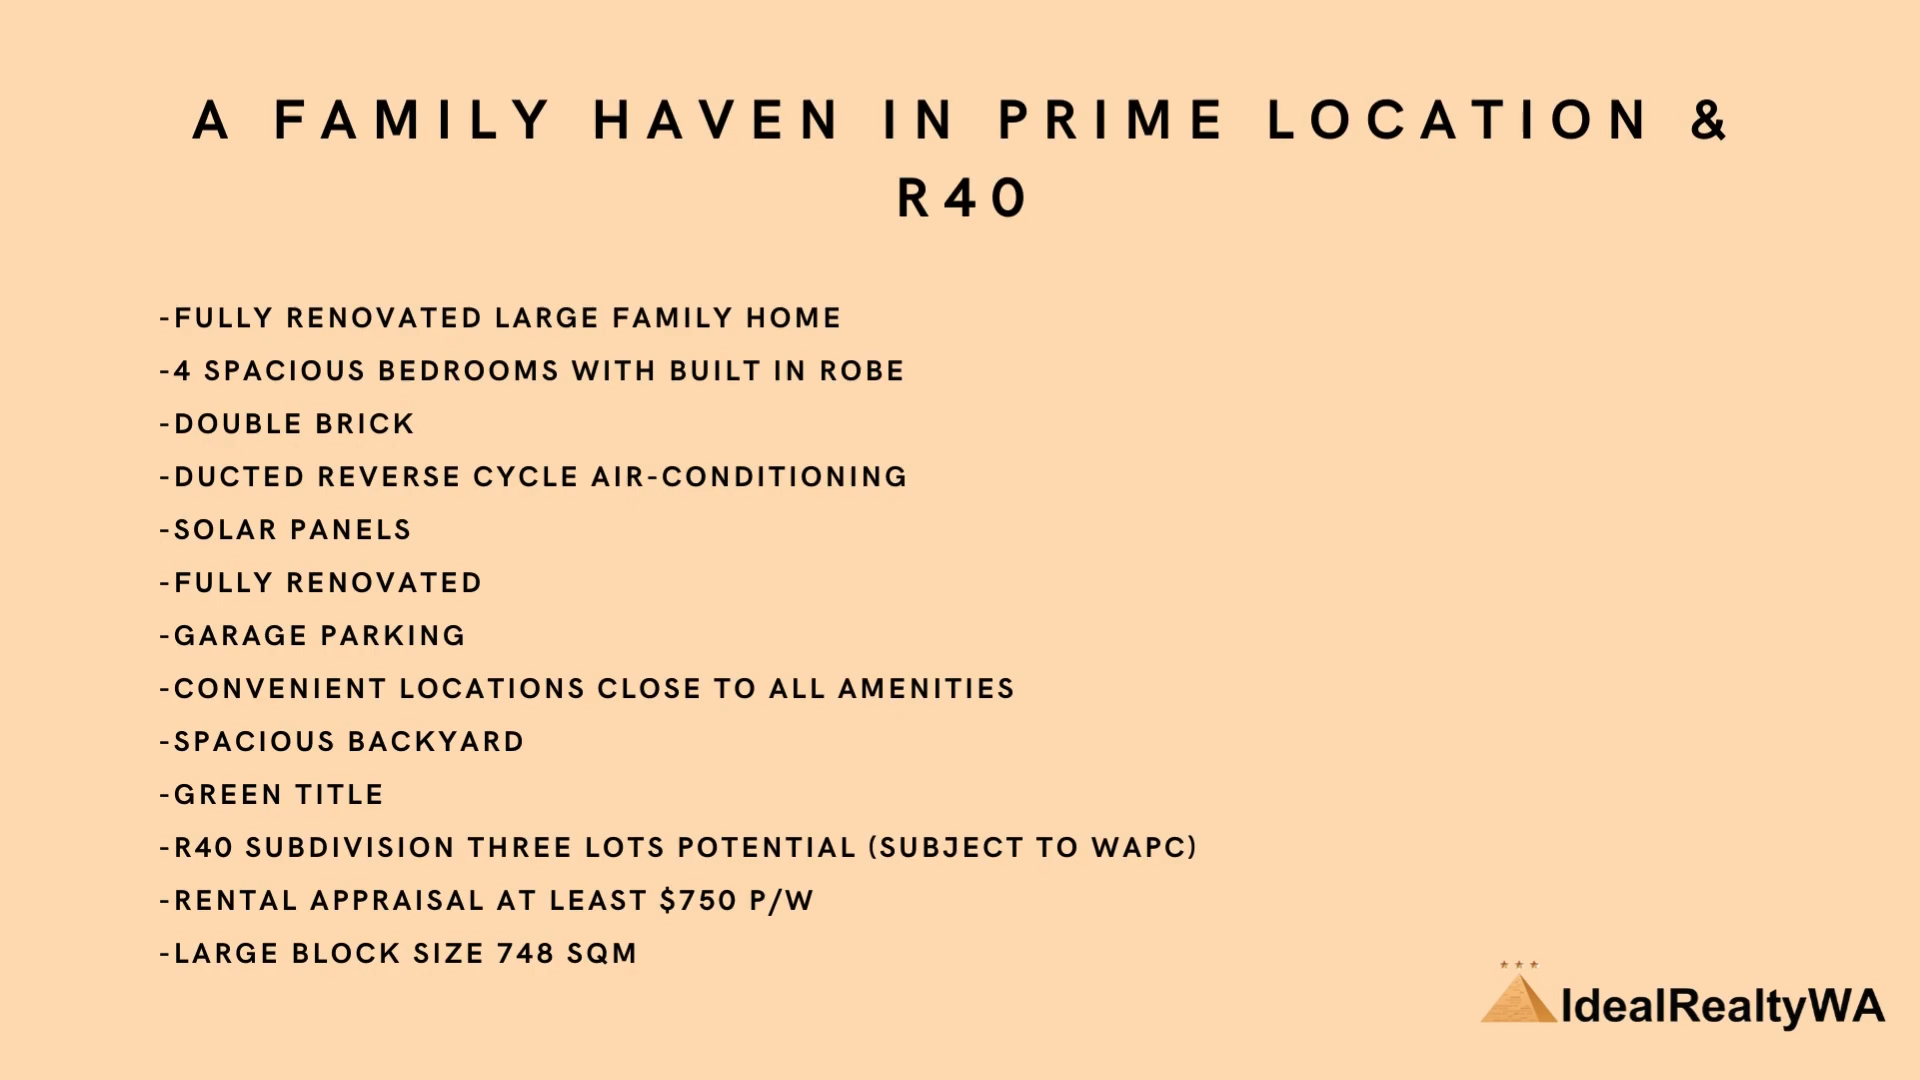 A FAMILY HAVEN IN PRIME LOCATION &
R40
-FULLY RENOVATED LARGE FAMILY HOME
-4 SPACIOUS BEDROOMS WITH BUILT IN ROBE
-DOUBLE BRICK
-DUCTED REVERSE CYCLE AIR-CONDITIONING
-SOLAR PANELS
-FULLY RENOVATED
-GARAGE PARKING
-CONVENIENT LOCATIONS CLOSE TO ALL AMENITIES
-SPACIOUS BACKYARD
-GREEN TITLE
-R40 SUBDIVISION THREE LOTS POTENTIAL (SUBJECT TO WAPC)
-RENTAL APPRAISAL AT LEAST $750 P/W
-LARGE BLOCK SIZE 748 SQM
IdealRealtyWA